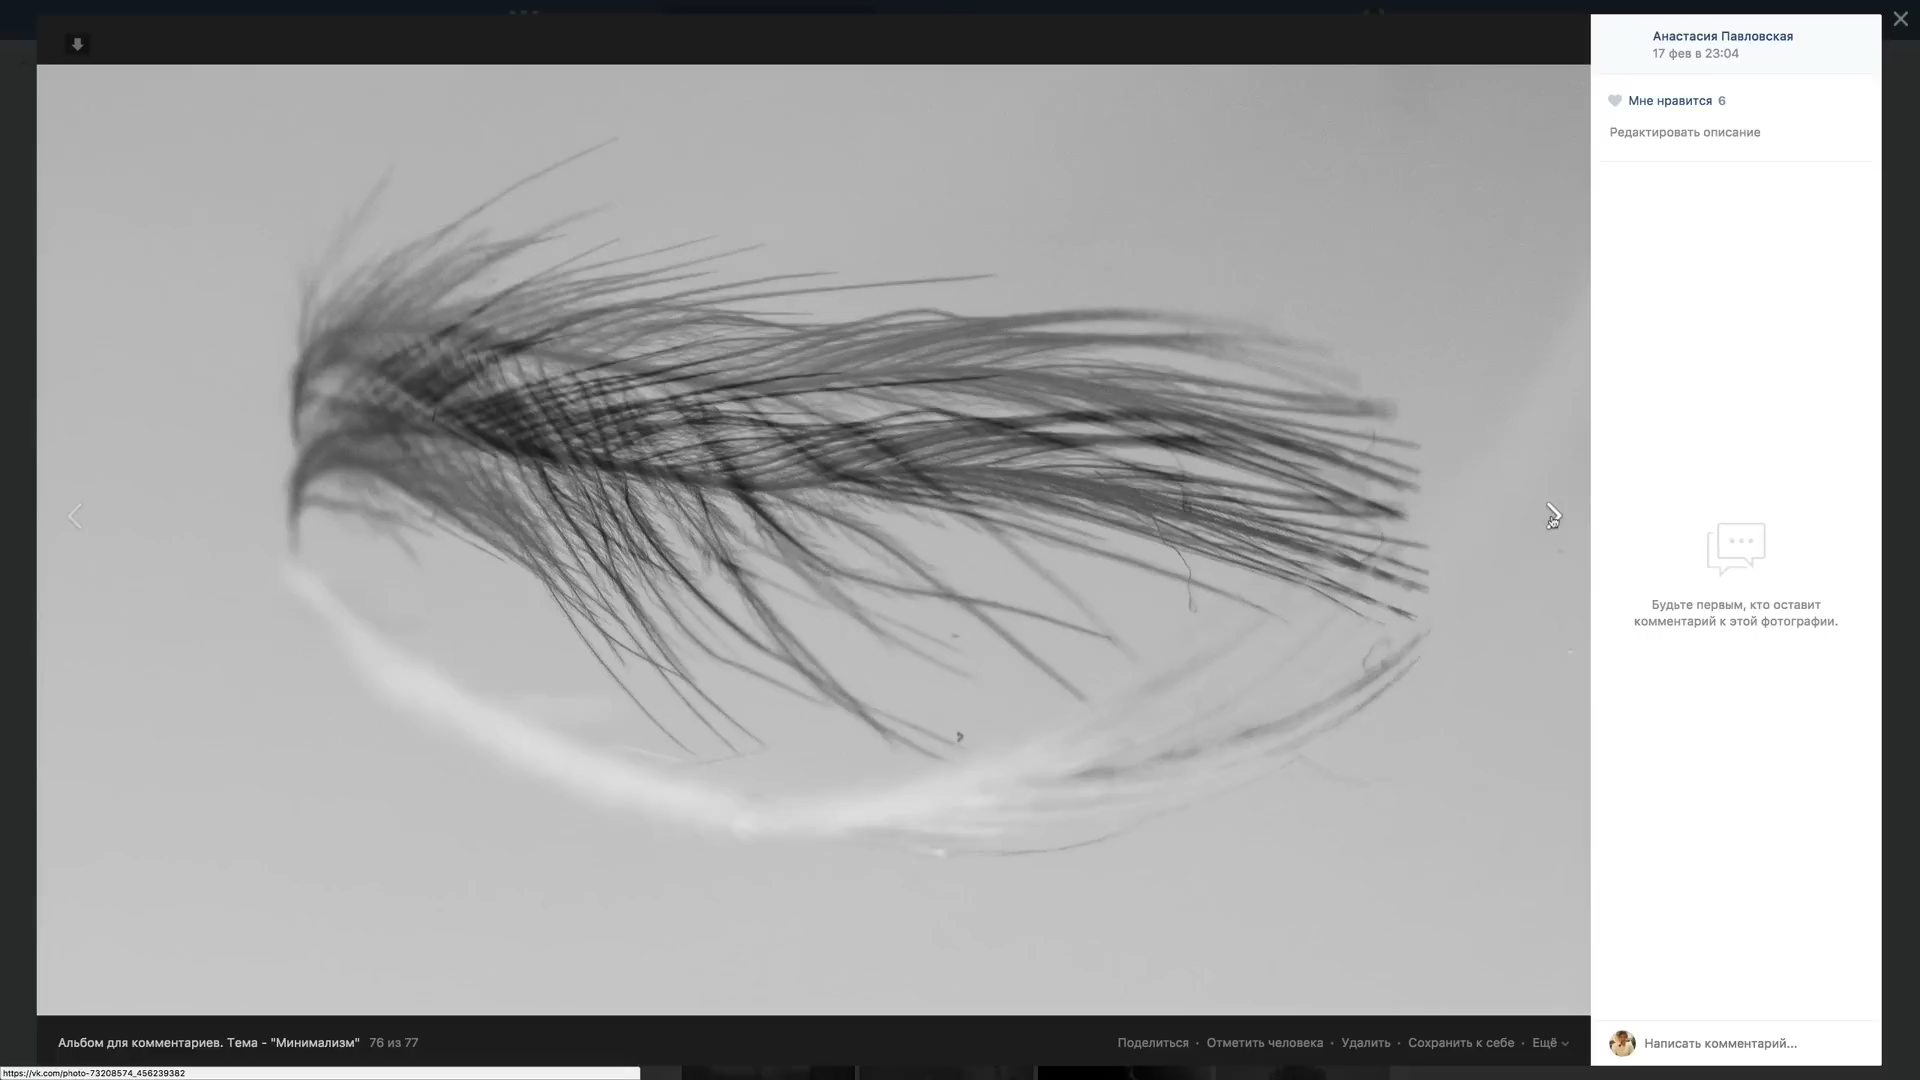 Анастасия Павловская
17 фев в 23:04
Мне нравится 6
Редактировать описание
Будьте первым, кто оставит
комментарий к этой фотографии.
Альбом для комментариев. Тема - "Минимализм" 76 из 77
Поделиться · Отметить человека · Удалить · Сохранить к себе · Ещё
Написать комментарий...
https://vk.com/photo-73208574_456239382